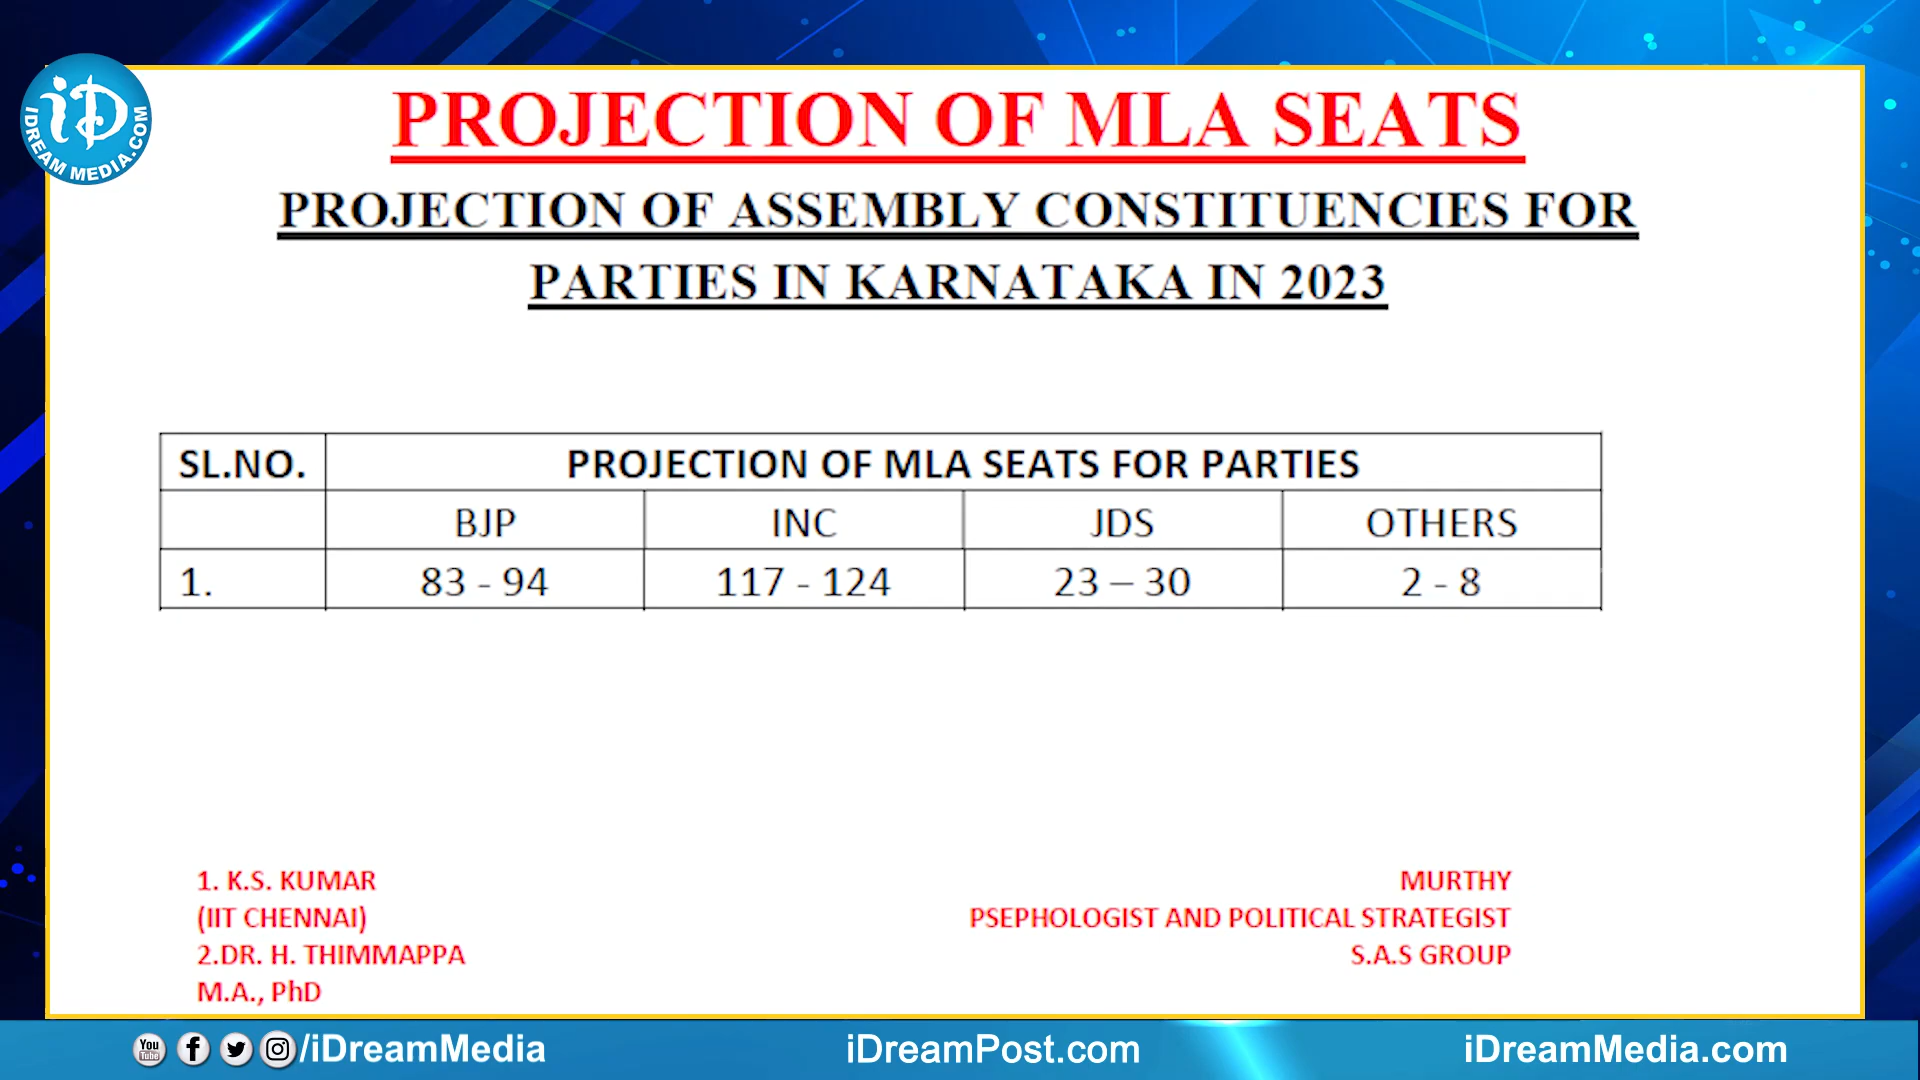 iD
IDREAM MEDIA.COM
PROJECTION OF MLA SEATS
PROJECTION OF ASSEMBLY CONSTITUENCIES FOR
PARTIES IN KARNATAKA IN 2023
SL.NO. PROJECTION OF MLA SEATS FOR PARTIES
BJP INC JDS OTHERS
1. 83 - 94 117 - 124 23 – 30 2 - 8
1. K.S. KUMAR
(IIT CHENNAI)
2.DR. H. THIMMAPPA
M.A., PhD
MURTHY
PSEPHOLOGIST AND POLITICAL STRATEGIST
S.A.S GROUP
You Tube /iDreamMedia iDreamPost.com iDreamMedia.com